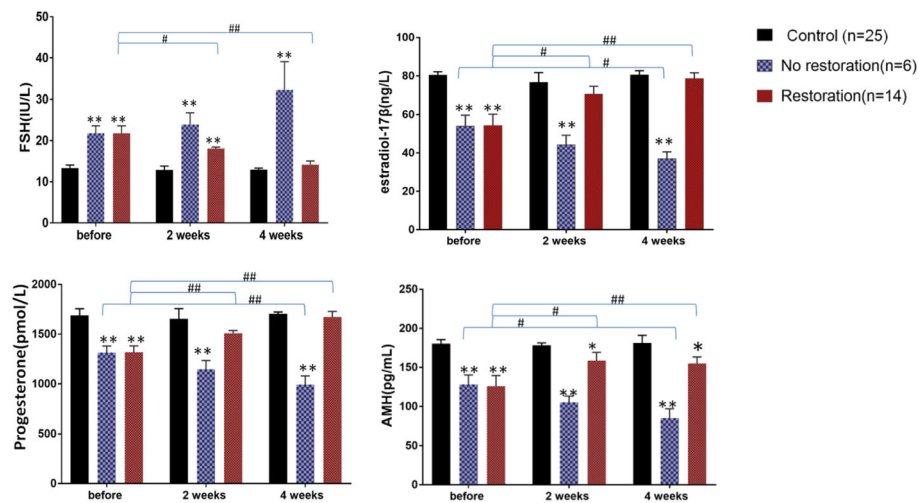 FSH(IU/L)
50
40
30
20
10
0
##
#
** ** ** ** **
before 2 weeks 4 weeks
estradiol-17β(ng/L)
100
80
60
40
20
0
##
#
#
** ** ** **
before 2 weeks 4 weeks
Control (n=25)
No restoration(n=6)
Restoration(n=14)
Progesterone(pmol/L)
2000
1500
1000
500
0
##
##
##
** ** ** **
before 2 weeks 4 weeks
AMH(pg/mL)
200
150
100
50
0
##
#
#
** ** ** * ** *
before 2 weeks 4 weeks